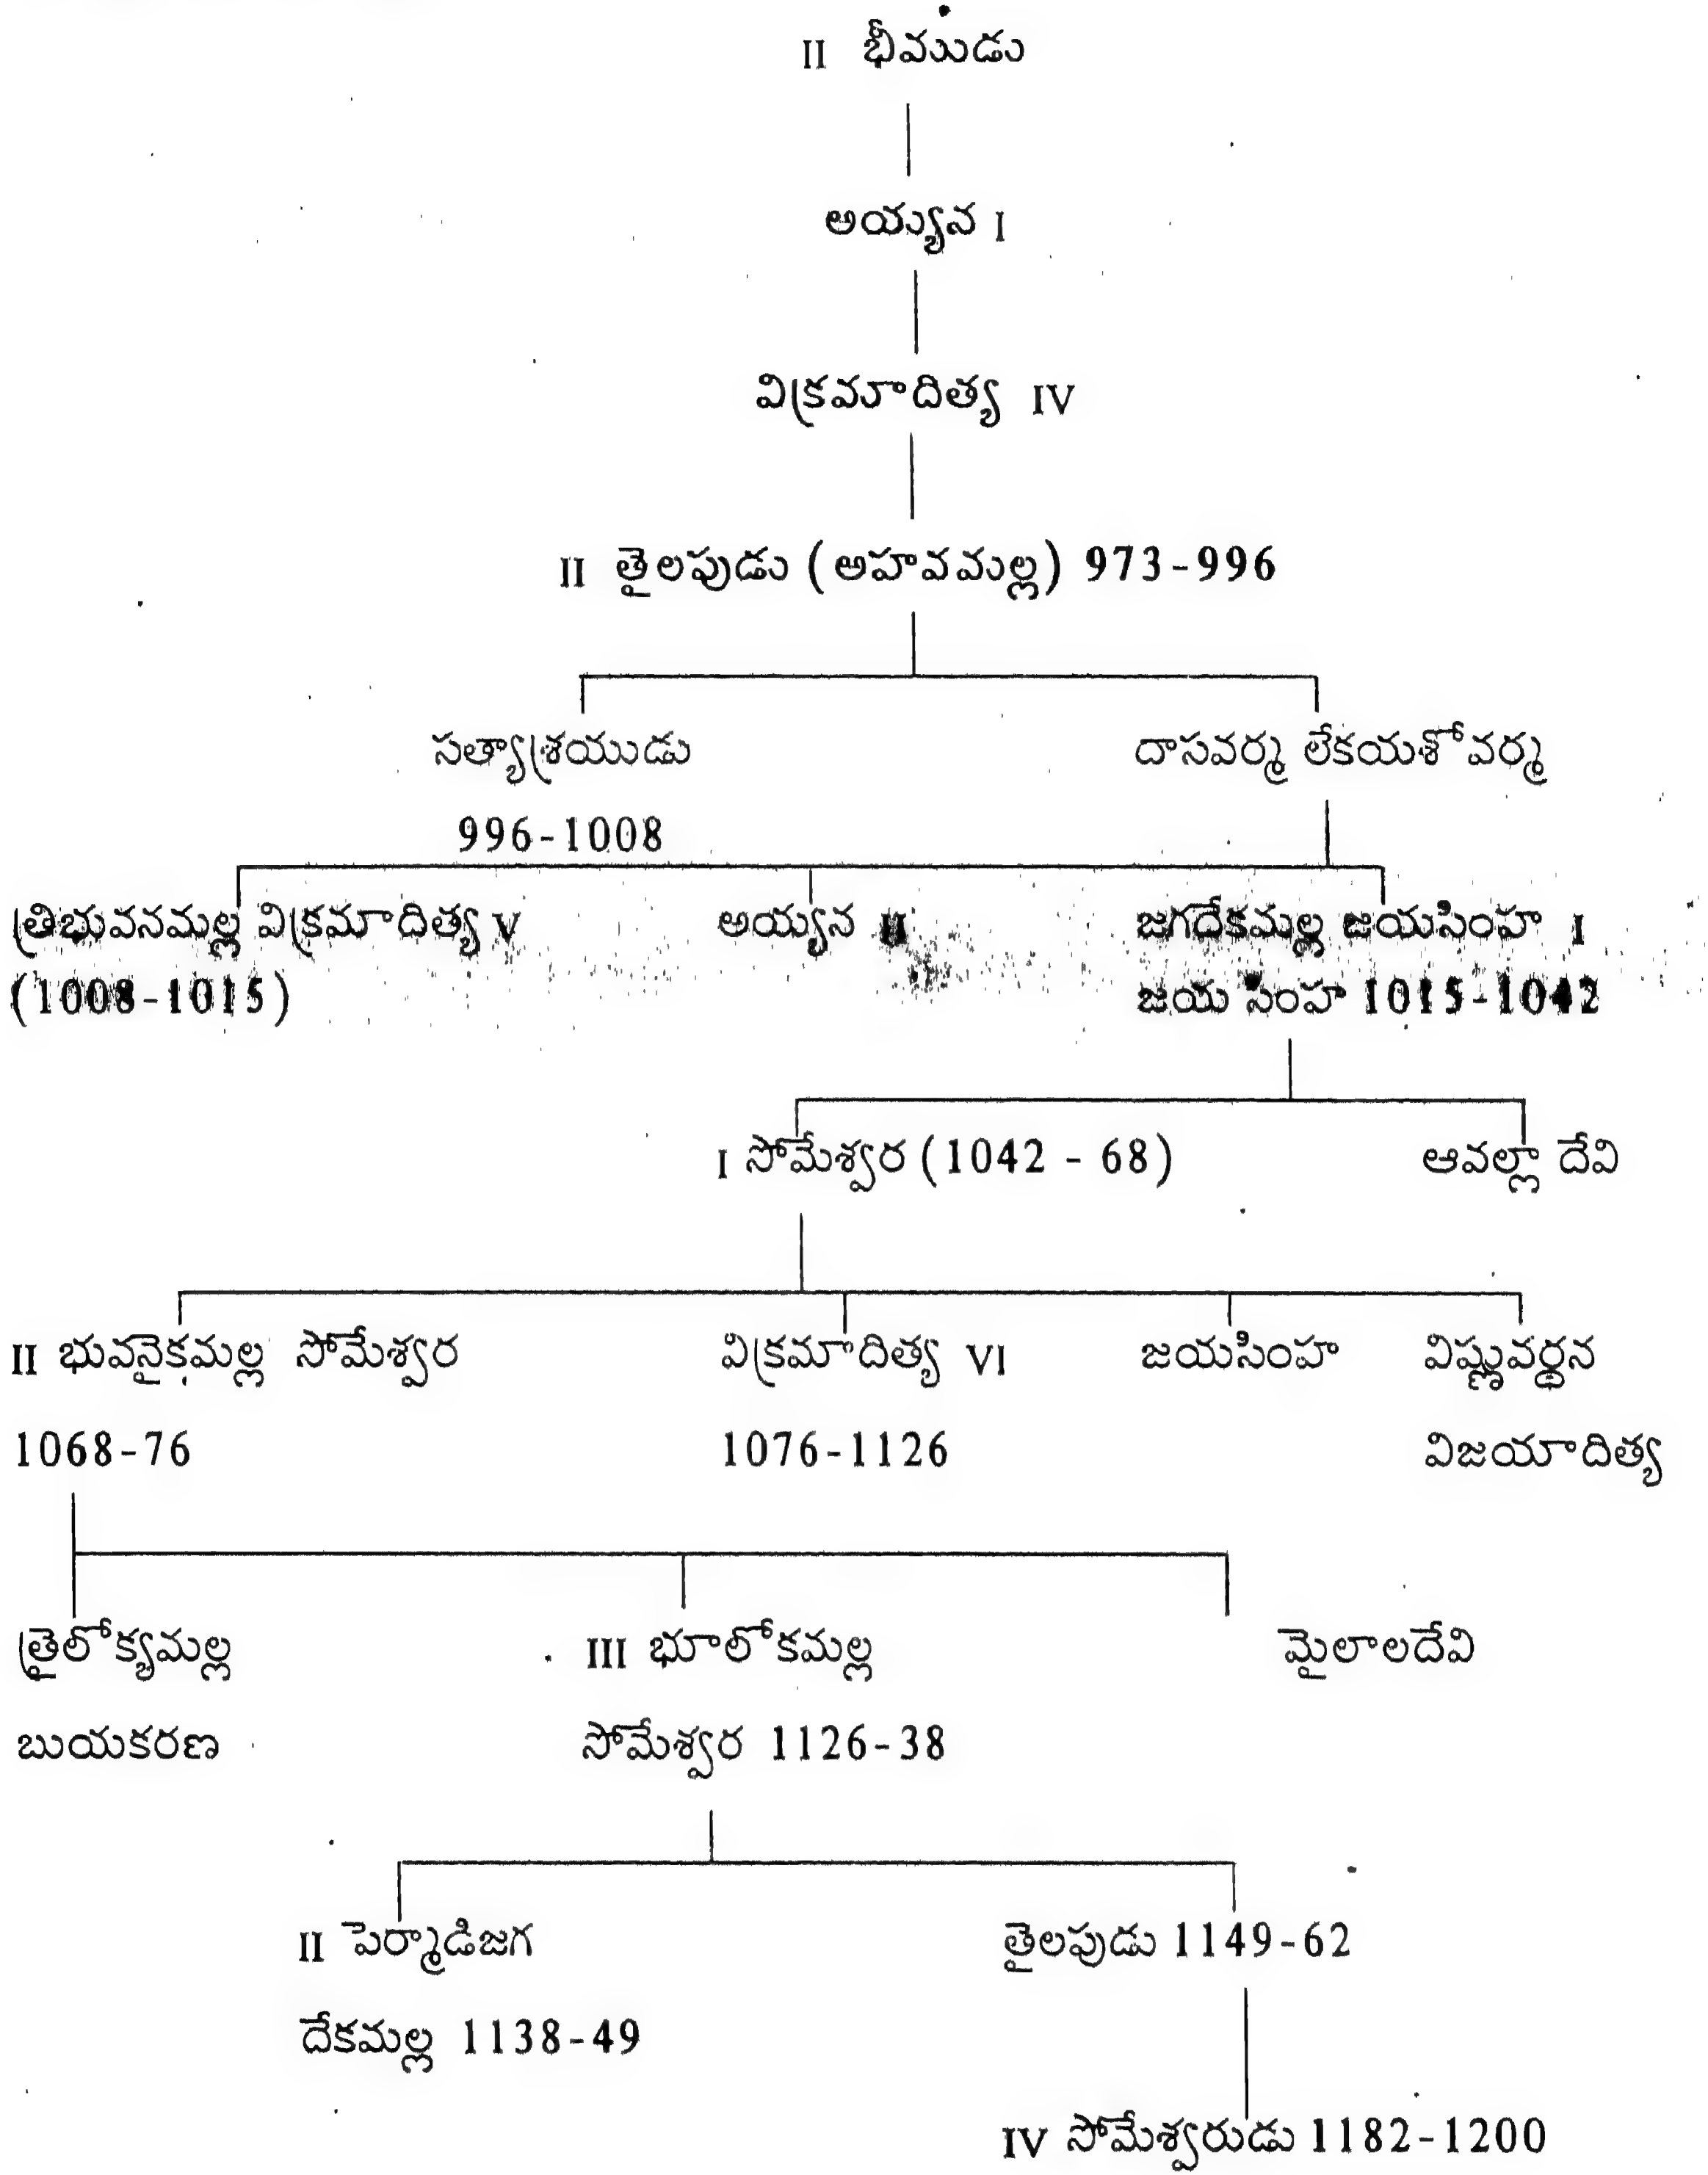 II భీముడు
అయ్యన I
విక్రమాదిత్య IV
II తైలపుడు (అహవమల్ల) 973-996
సత్యాశ్రయుడు
996-1008
దాసవర్మ లేకయశోవర్మ
త్రిభువనమల్ల విక్రమాదిత్య V
(1008-1015)
అయ్యన II
జగదేకమల్ల జయసింహ I
జయ సింహ 1015-1042
I సోమేశ్వర (1042 - 68)
ఆవల్లా దేవి
II భువనైకమల్ల సోమేశ్వర
1068-76
విక్రమాదిత్య VI
1076-1126
జయసింహ
విష్ణువర్థన
విజయాదిత్య
త్రైలోక్యమల్ల
బుయకరణ
III భూలోకమల్ల
సోమేశ్వర 1126-38
మైలాలదేవి
II పెర్మాడిజగ
దేకమల్ల 1138-49
తైలపుడు 1149-62
IV సోమేశ్వరుడు 1182-1200